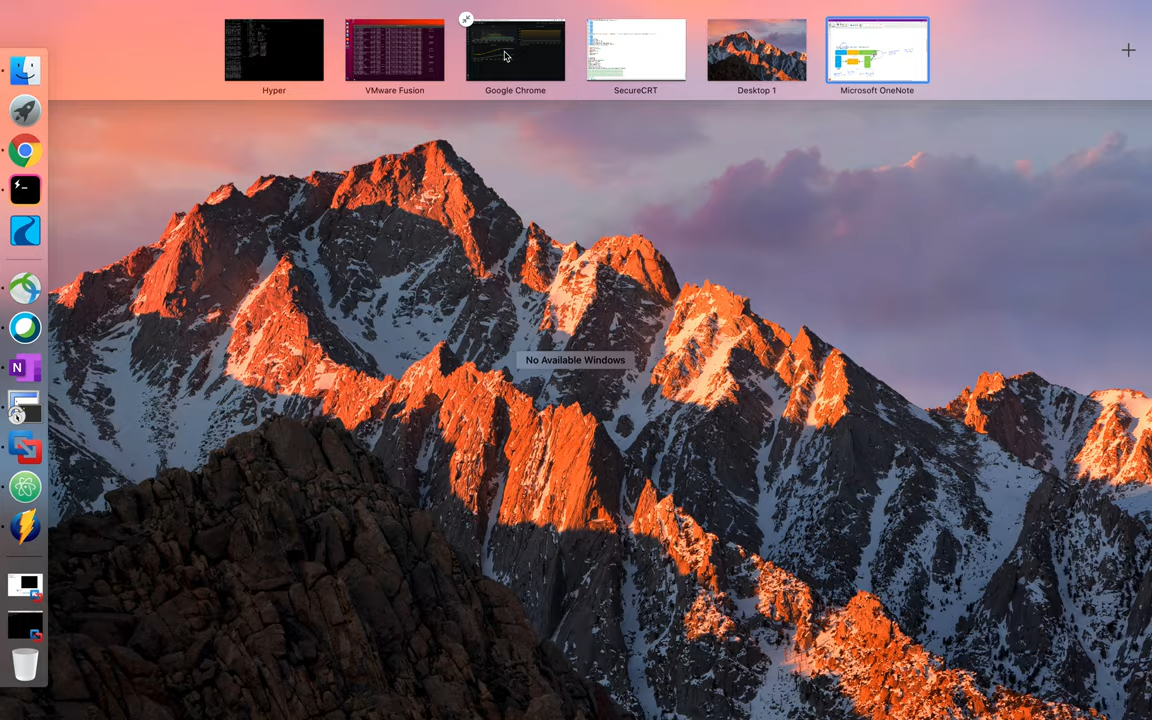 Hyper
VMware Fusion
Google Chrome
SecureCRT
Desktop 1
Microsoft OneNote
No Available Windows
N